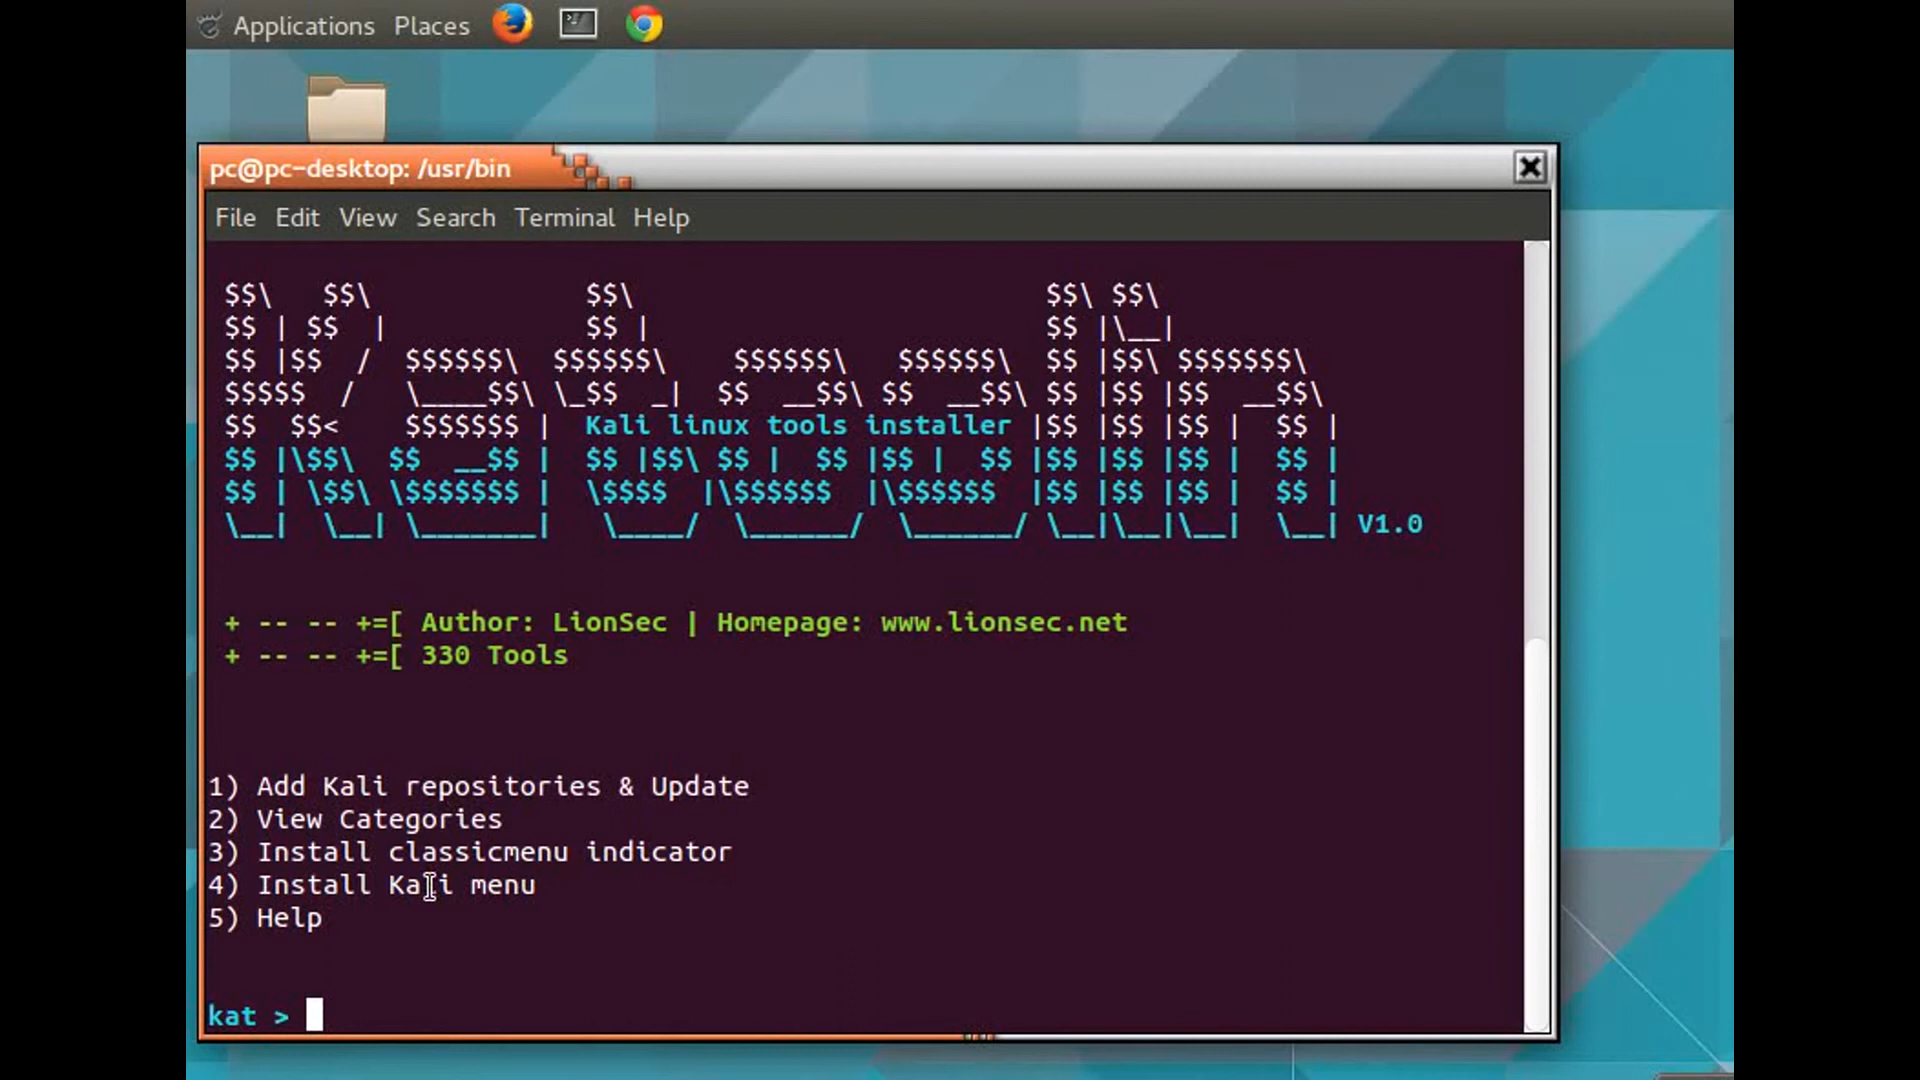 Applications Places
pc@pc-desktop: /usr/bin
File Edit View Search Terminal Help
Katoolin
Kali linux tools installer
V1.0
+ -- -- +=[ Author: LionSec | Homepage: www.lionsec.net
+ -- -- +=[ 330 Tools
1) Add Kali repositories & Update
2) View Categories
3) Install classicmenu indicator
4) Install Kali menu
5) Help
kat >